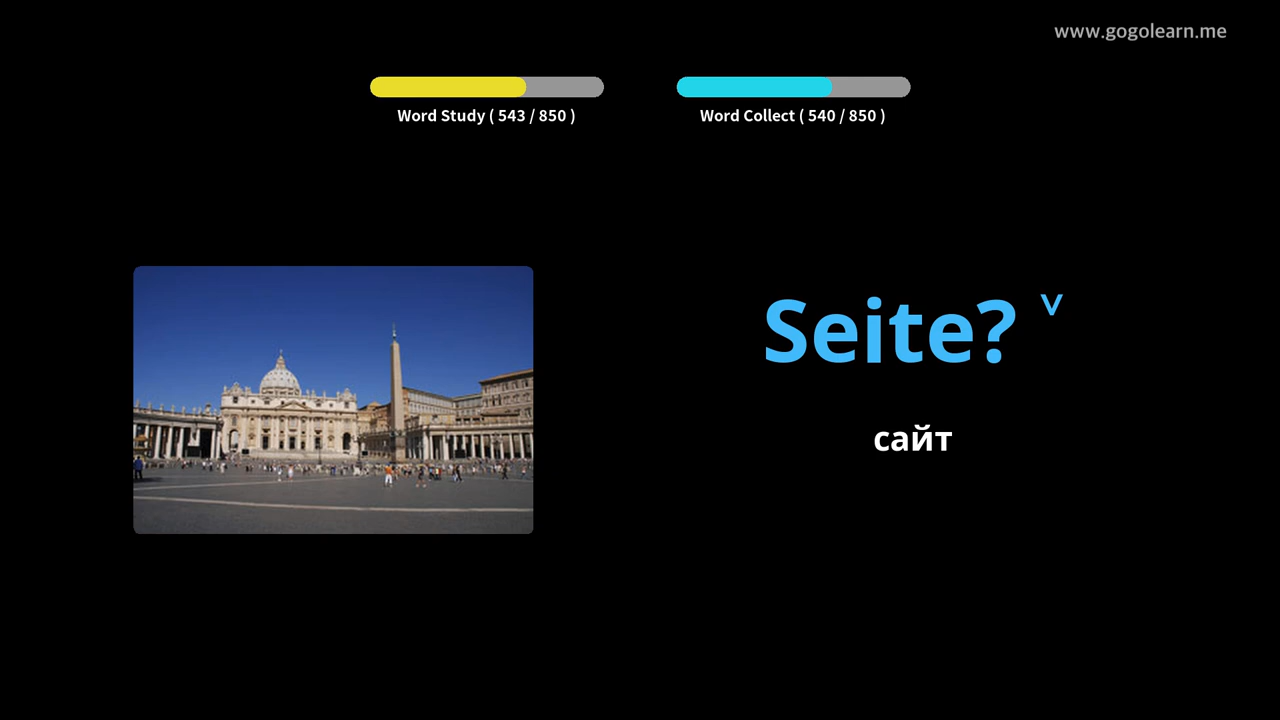 www.gogolearn.me
Word Study ( 543 / 850 )
Word Collect ( 540 / 850 )
Seite? v
сайт